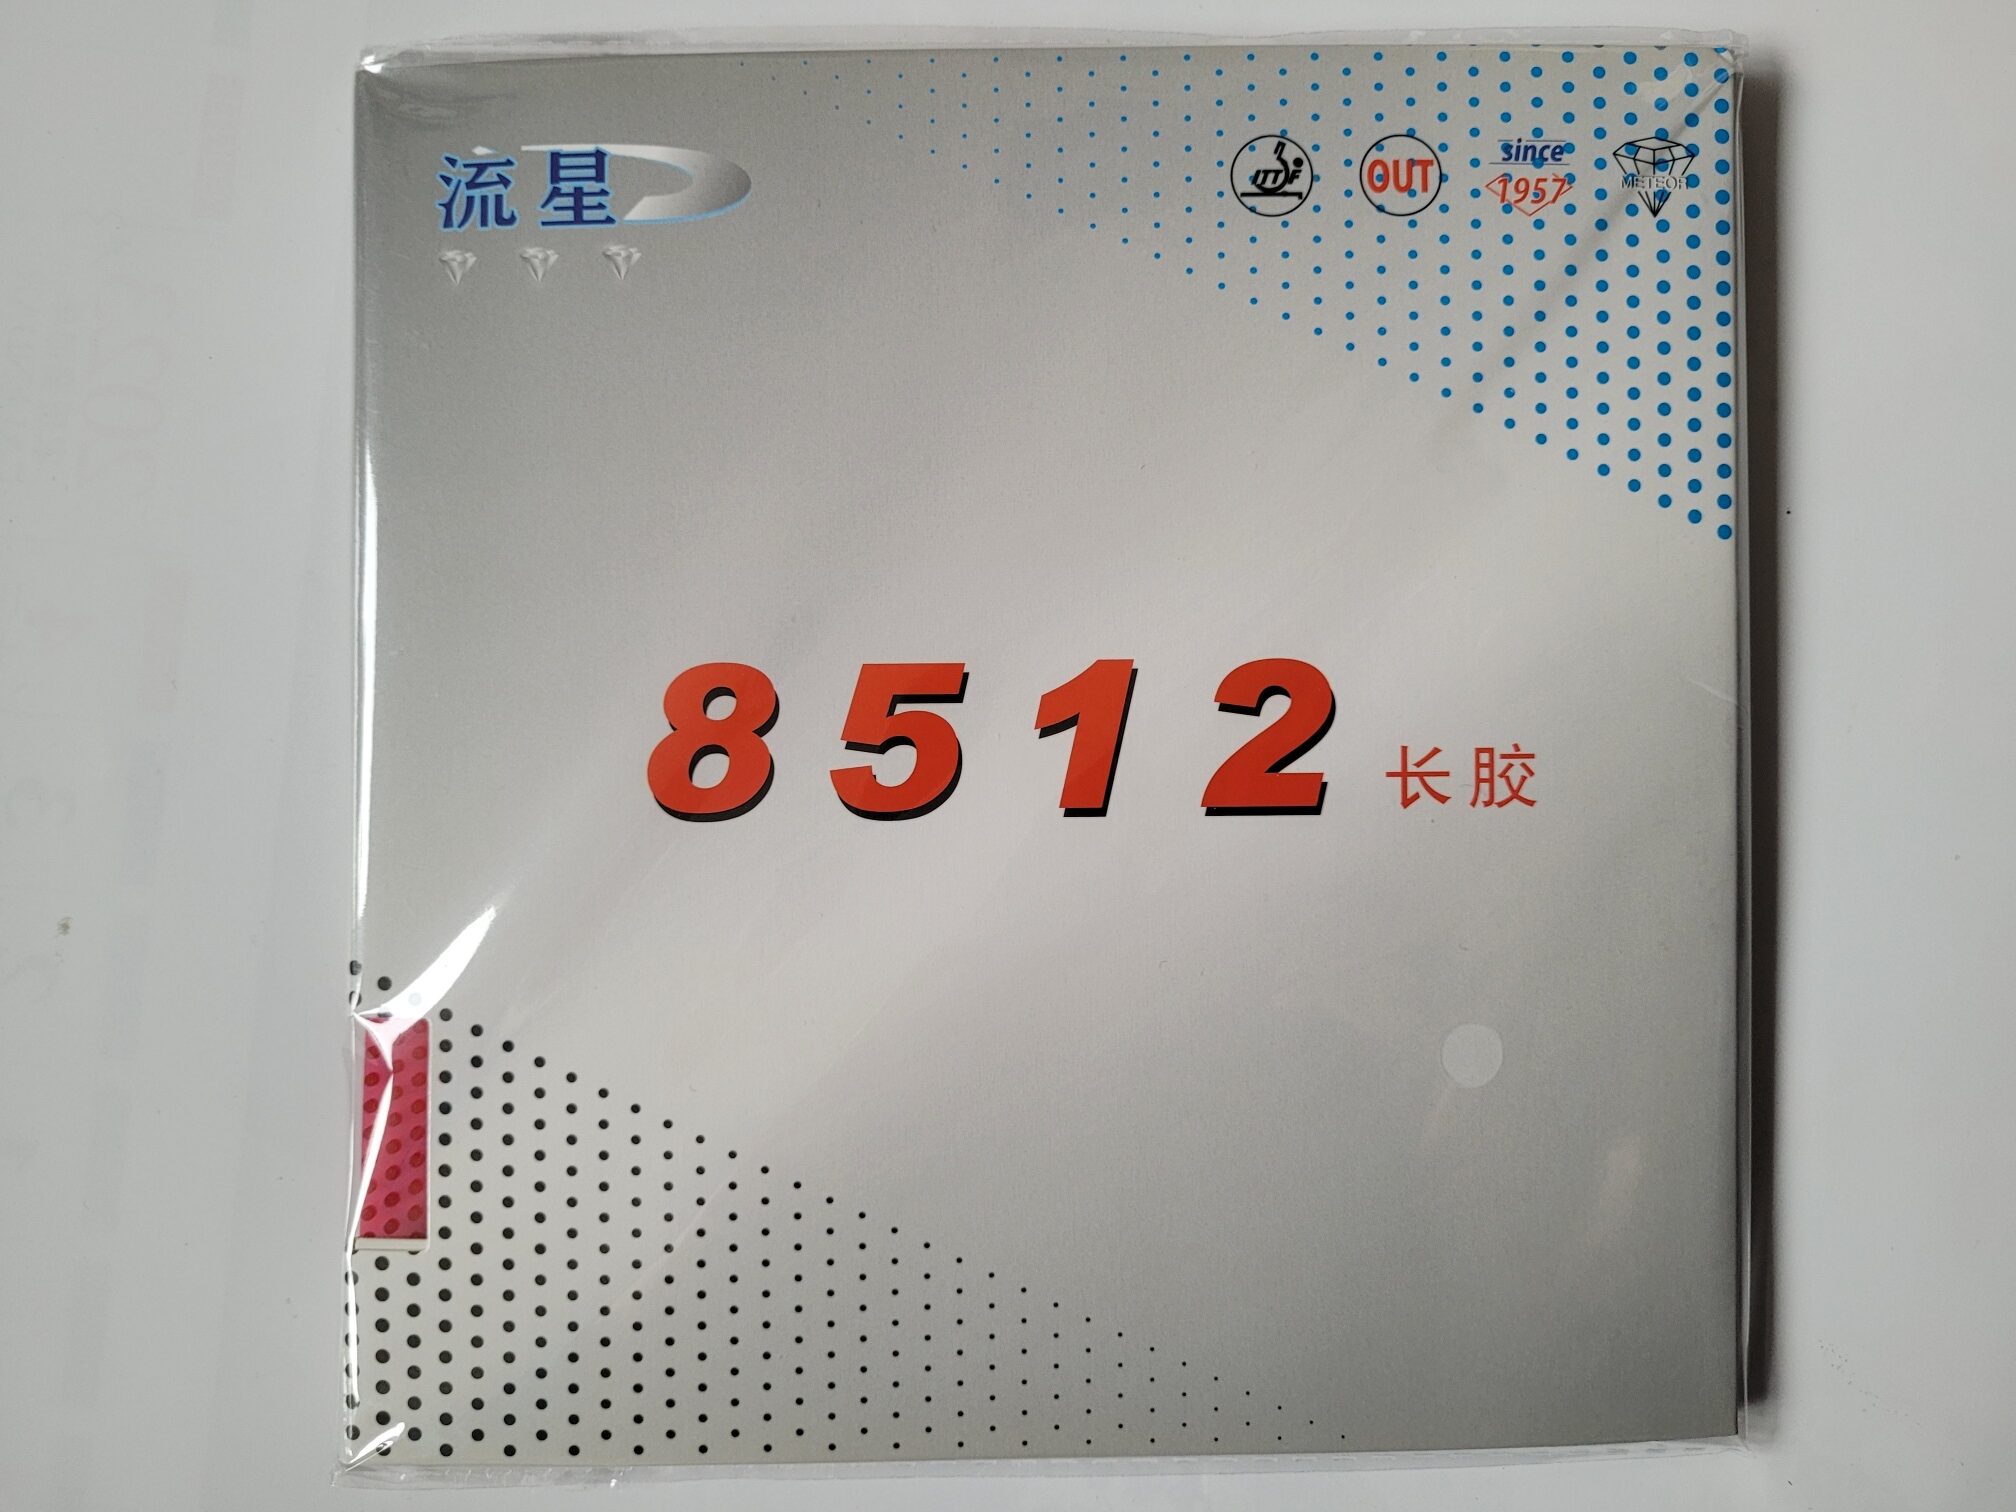 流星
ITTF
OUT
since
1957
METEOR
8512 长胶